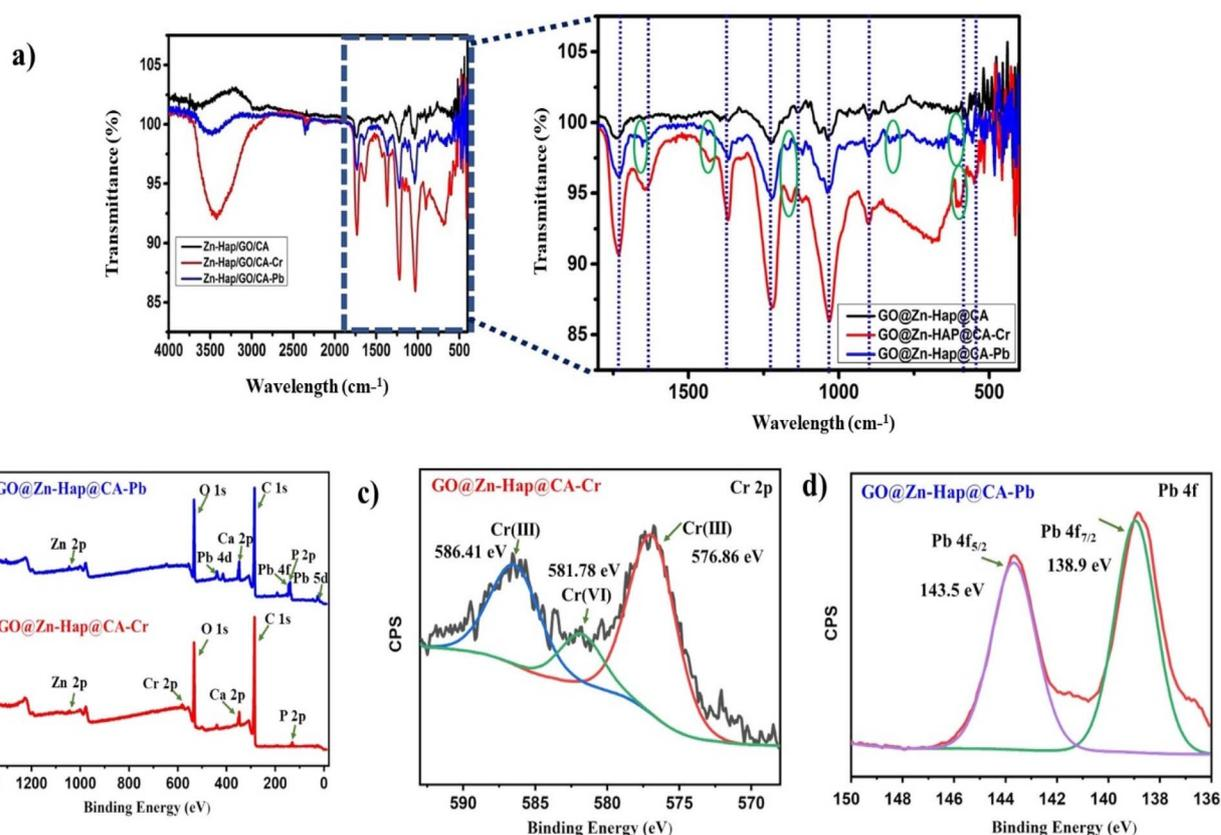 a)
105
100
95
90
85
Transmittance (%)
Zn-Hap/GO/CA
Zn-Hap/GO/CA-Cr
Zn-Hap/GO/CA-Pb
4000 3500 3000 2500 2000 1500 1000 500
Wavelength (cm-1)
105
100
95
90
85
Transmittance (%)
GO@Zn-Hap@CA
GO@Zn-HAP@CA-Cr
GO@Zn-Hap@CA-Pb
1500 1000 500
Wavelength (cm-1)
GO@Zn-Hap@CA-Pb
O 1s
C 1s
Zn 2p
Ca 2p
Pb 4d
P 2p
Pb 4f
Pb 5d
GO@Zn-Hap@CA-Cr
O 1s
C 1s
Zn 2p
Cr 2p
Ca 2p
P 2p
1200 1000 800 600 400 200 0
Binding Energy (eV)
c)
GO@Zn-Hap@CA-Cr
Cr 2p
Cr(III)
586.41 eV
581.78 eV
Cr(VI)
Cr(III)
576.86 eV
CPS
590 585 580 575 570
Binding Energy (eV)
d)
GO@Zn-Hap@CA-Pb
Pb 4f
Pb 4f5/2
143.5 eV
Pb 4f7/2
138.9 eV
CPS
150 148 146 144 142 140 138 136
Binding Energy (eV)